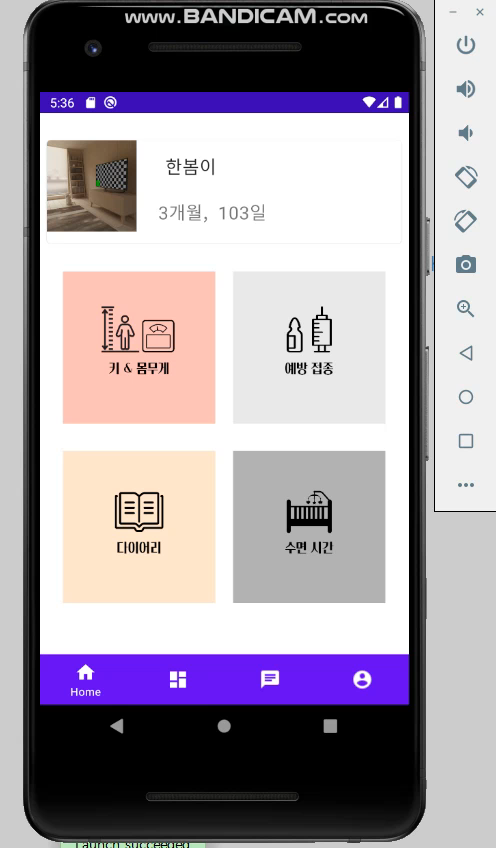 www.BANDICAM.com
5:36
한봄이
3개월, 103일
키 & 몸무게
예방 접종
다이어리
수면 시간
Home
Launch succeeded